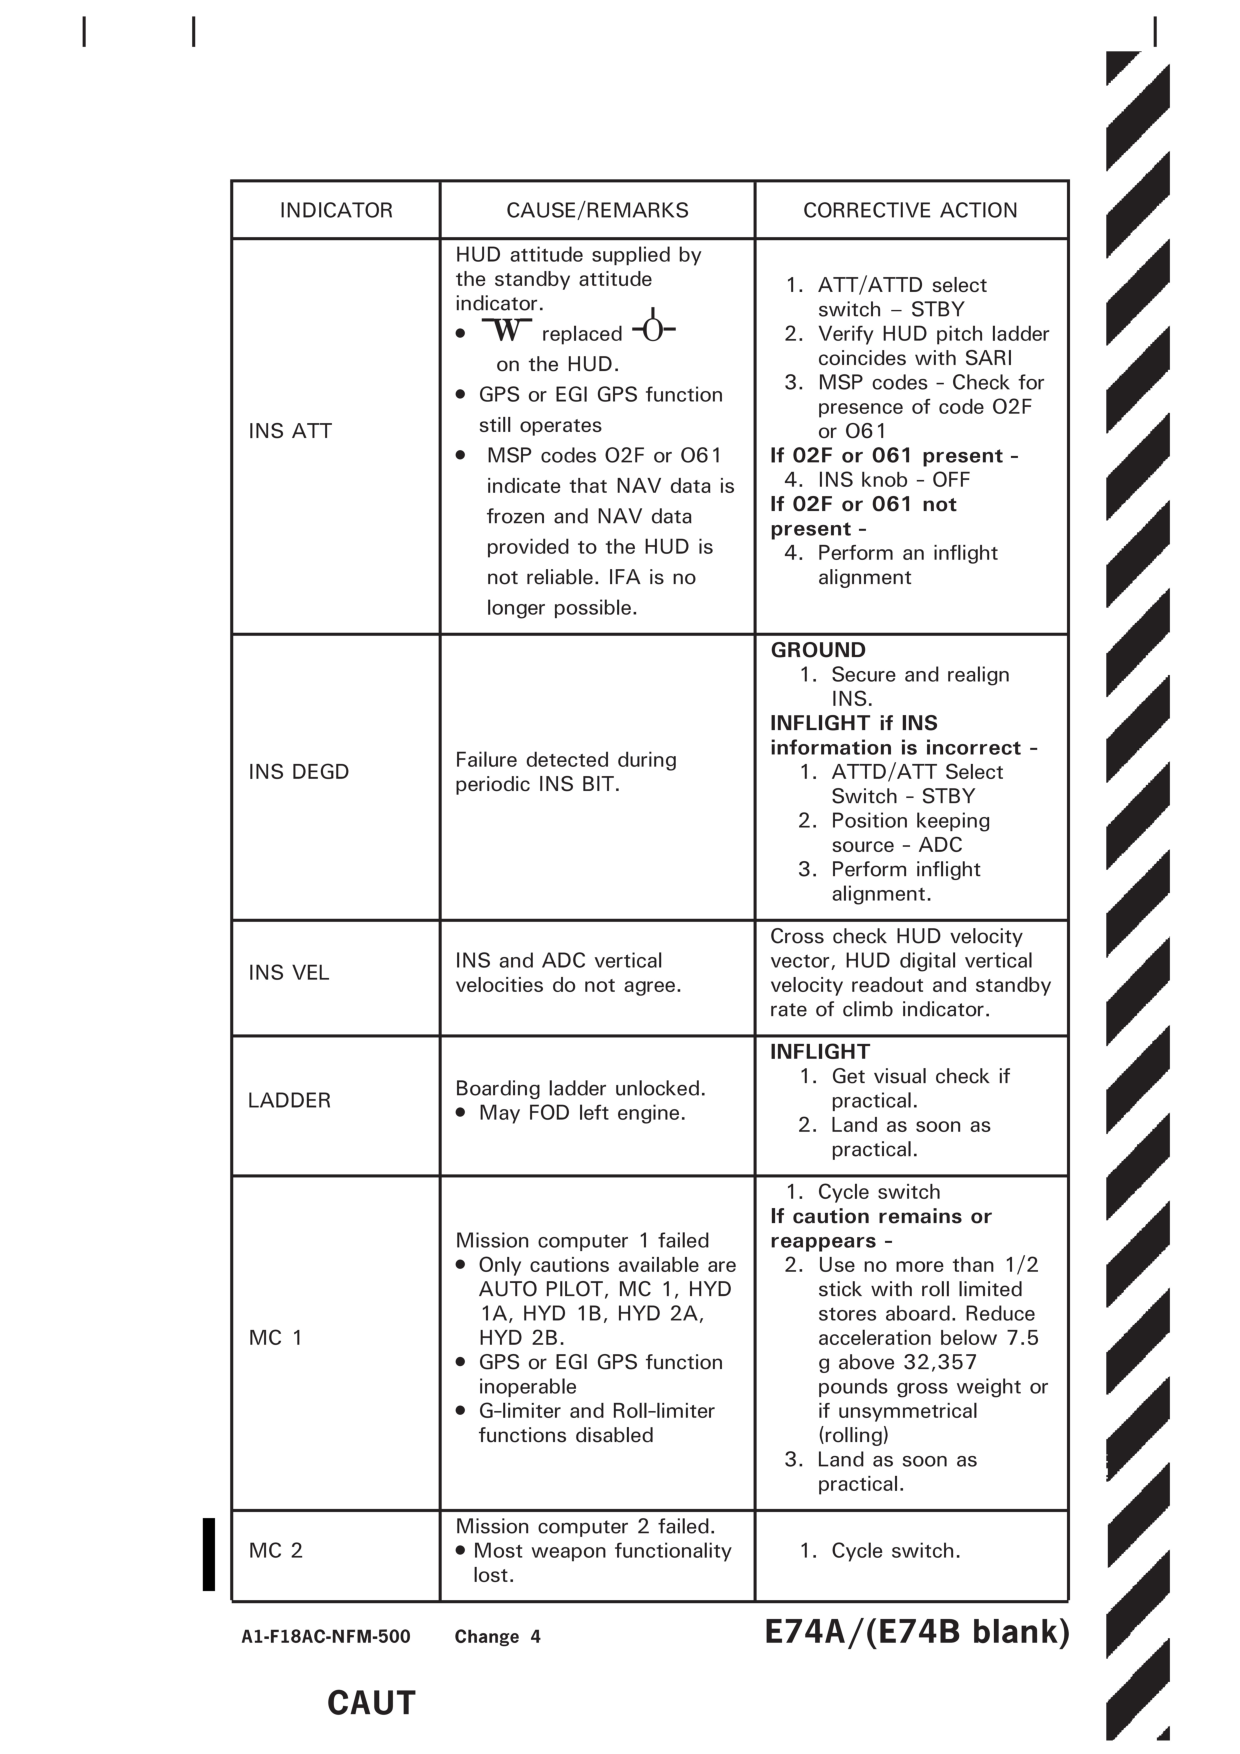 INDICATOR
CAUSE/REMARKS
CORRECTIVE ACTION
INS ATT
HUD attitude supplied by
the standby attitude
indicator.
● W replaced -O-
on the HUD.
● GPS or EGI GPS function
still operates
● MSP codes O2F or O61
indicate that NAV data is
frozen and NAV data
provided to the HUD is
not reliable. IFA is no
longer possible.
1. ATT/ATTD select
switch – STBY
2. Verify HUD pitch ladder
coincides with SARI
3. MSP codes - Check for
presence of code O2F
or O61
If 02F or 061 present -
4. INS knob - OFF
If 02F or 061 not
present -
4. Perform an inflight
alignment
INS DEGD
Failure detected during
periodic INS BIT.
GROUND
1. Secure and realign
INS.
INFLIGHT if INS
information is incorrect -
1. ATTD/ATT Select
Switch - STBY
2. Position keeping
source - ADC
3. Perform inflight
alignment.
INS VEL
INS and ADC vertical
velocities do not agree.
Cross check HUD velocity
vector, HUD digital vertical
velocity readout and standby
rate of climb indicator.
LADDER
Boarding ladder unlocked.
● May FOD left engine.
INFLIGHT
1. Get visual check if
practical.
2. Land as soon as
practical.
MC 1
Mission computer 1 failed
● Only cautions available are
AUTO PILOT, MC 1, HYD
1A, HYD 1B, HYD 2A,
HYD 2B.
● GPS or EGI GPS function
inoperable
● G-limiter and Roll-limiter
functions disabled
1. Cycle switch
If caution remains or
reappears -
2. Use no more than 1/2
stick with roll limited
stores aboard. Reduce
acceleration below 7.5
g above 32,357
pounds gross weight or
if unsymmetrical
(rolling)
3. Land as soon as
practical.
MC 2
Mission computer 2 failed.
● Most weapon functionality
lost.
1. Cycle switch.
A1-F18AC-NFM-500
Change 4
E74A/(E74B blank)
CAUT